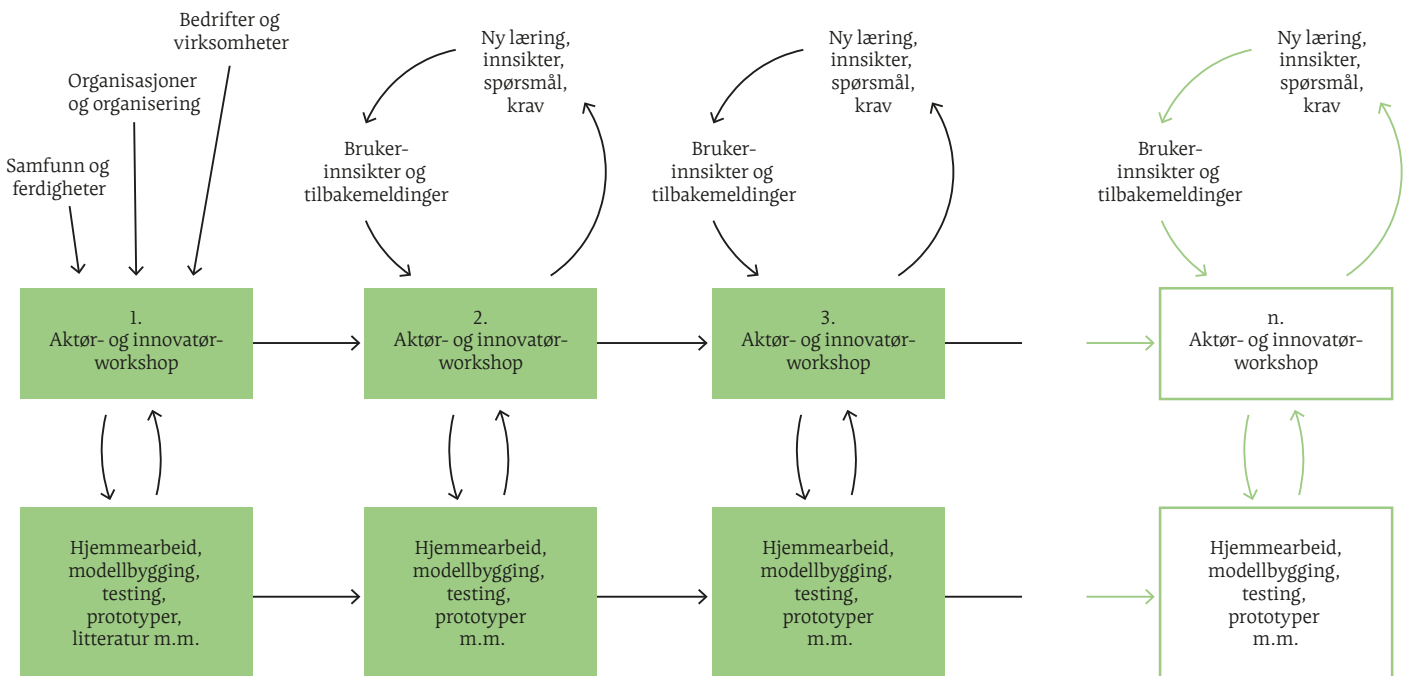 Bedrifter og
virksomheter
Organisasjoner
og organisering
Samfunn og
ferdigheter
Ny læring,
innsikter,
spørsmål,
krav
Bruker-
innsikter og
tilbakemeldinger
Ny læring,
innsikter,
spørsmål,
krav
Bruker-
innsikter og
tilbakemeldinger
Ny læring,
innsikter,
spørsmål,
krav
Bruker-
innsikter og
tilbakemeldinger
1.
Aktør- og innovatør-
workshop
2.
Aktør- og innovatør-
workshop
3.
Aktør- og innovatør-
workshop
n.
Aktør- og innovatør-
workshop
Hjemmearbeid,
modellbygging,
testing,
prototyper,
litteratur m.m.
Hjemmearbeid,
modellbygging,
testing,
prototyper
m.m.
Hjemmearbeid,
modellbygging,
testing,
prototyper
m.m.
Hjemmearbeid,
modellbygging,
testing,
prototyper
m.m.